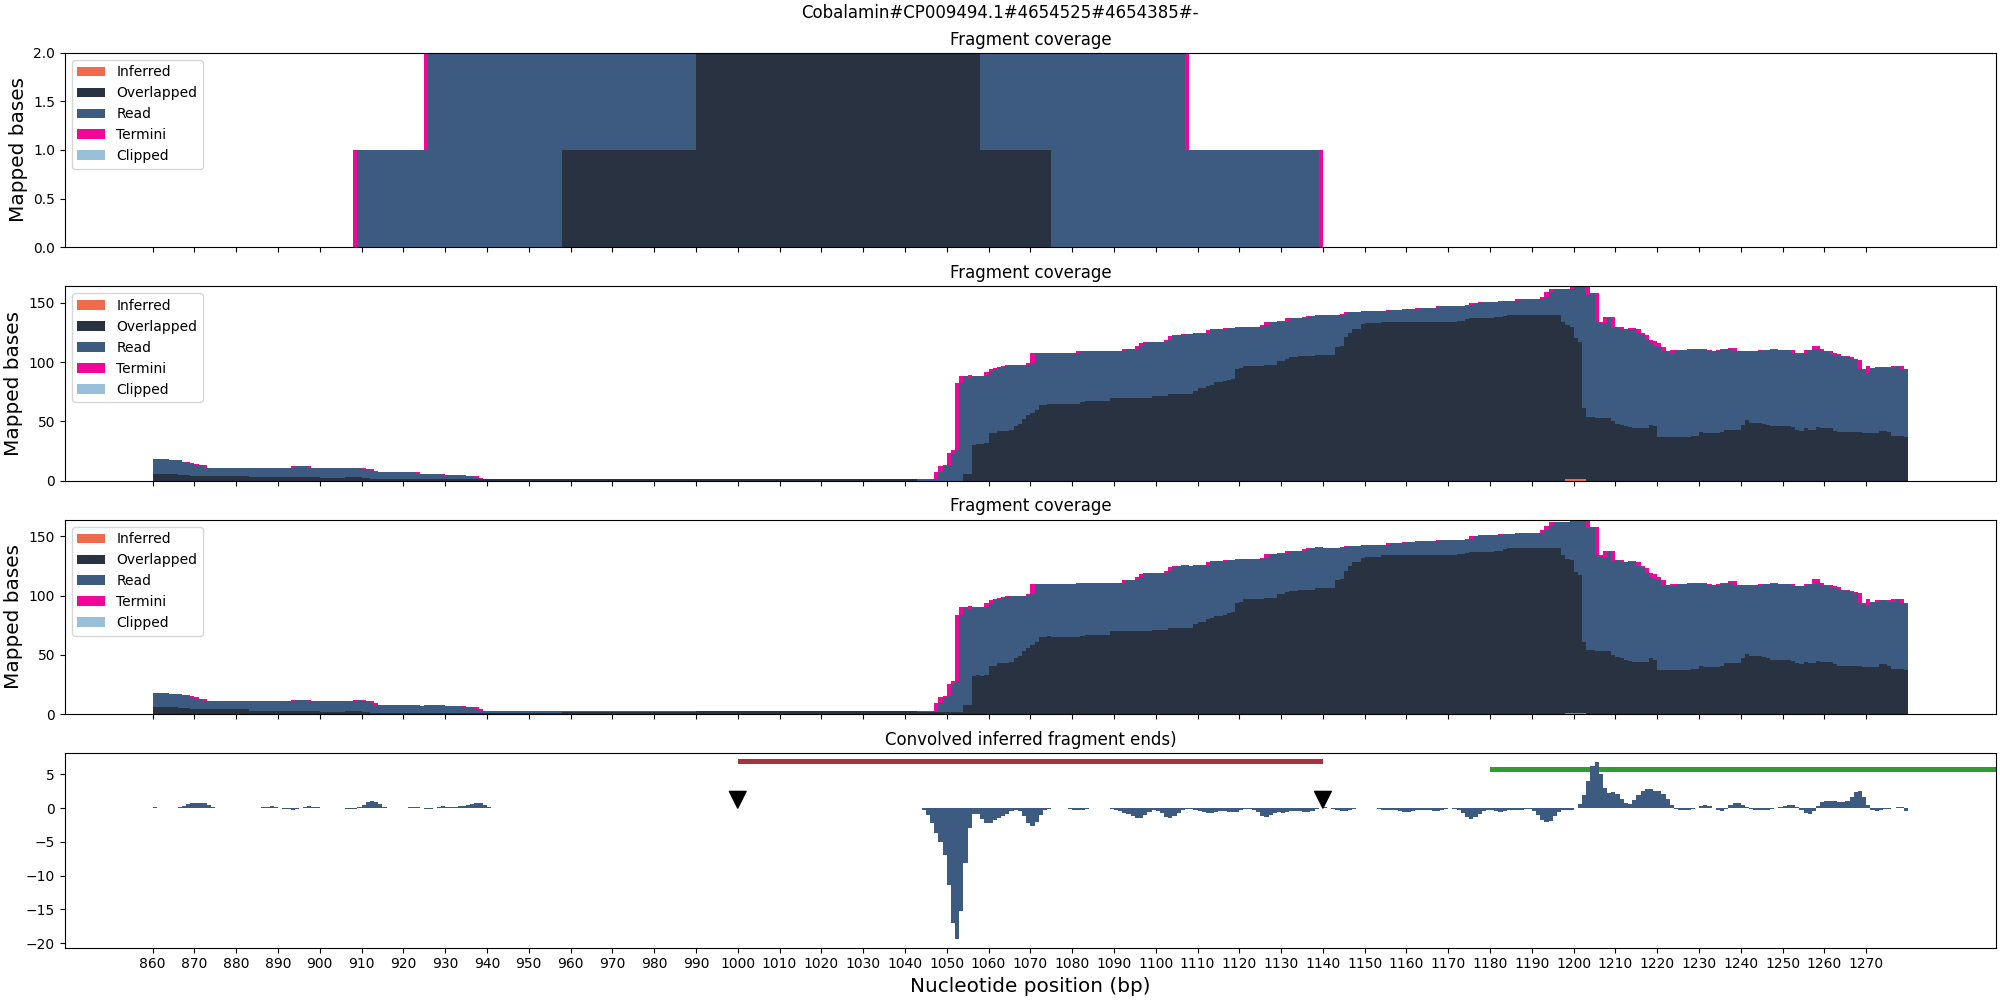 Cobalamin#CP009494.1#4654525#4654385#-
Fragment coverage
Mapped bases
2.0
1.5
1.0
0.5
0.0
Inferred
Overlapped
Read
Termini
Clipped
Fragment coverage
Mapped bases
150
100
50
0
Inferred
Overlapped
Read
Termini
Clipped
Fragment coverage
Mapped bases
150
100
50
0
Inferred
Overlapped
Read
Termini
Clipped
Convolved inferred fragment ends)
5
0
−5
−10
−15
−20
860 870 880 890 900 910 920 930 940 950 960 970 980 990 1000 1010 1020 1030 1040 1050 1060 1070 1080 1090 1100 1110 1120 1130 1140 1150 1160 1170 1180 1190 1200 1210 1220 1230 1240 1250 1260 1270
Nucleotide position (bp)